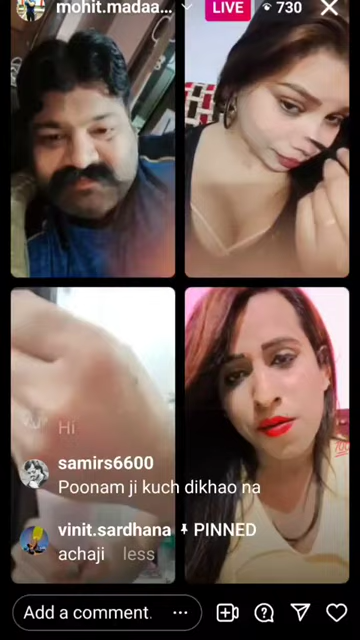 mohit.madaa...
LIVE
730
Hi
samirs6600
Poonam ji kuch dikhao na
vinit.sardhana PINNED
achaji less
Add a comment.